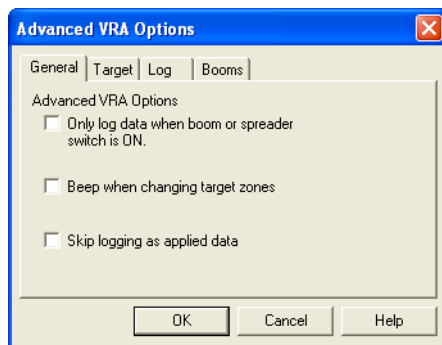 Advanced VRA Options
General Target Log Booms
Advanced VRA Options
Only log data when boom or spreader
switch is ON.
Beep when changing target zones
Skip logging as applied data
OK Cancel Help